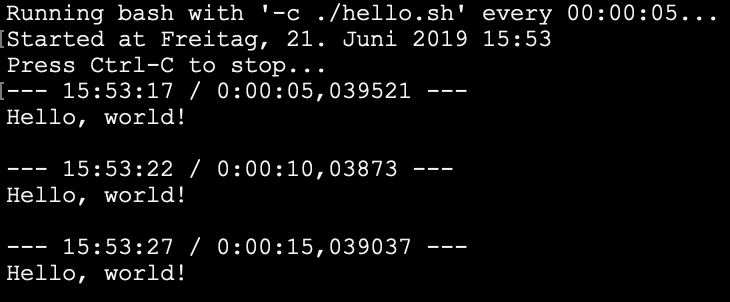 Running bash with '-c ./hello.sh' every 00:00:05...
Started at Freitag, 21. Juni 2019 15:53
Press Ctrl-C to stop...
--- 15:53:17 / 0:00:05,039521 ---
Hello, world!
--- 15:53:22 / 0:00:10,03873 ---
Hello, world!
--- 15:53:27 / 0:00:15,039037 ---
Hello, world!